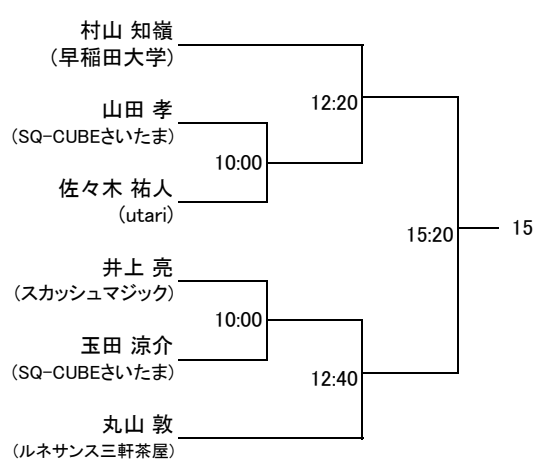 村山 知嶺
(早稲田大学)
12:20
山田 孝
(SQ-CUBEさいたま)
10:00
佐々木 祐人
(utari)
15:20
15
井上 亮
(スカッシュマジック)
10:00
玉田 涼介
(SQ-CUBEさいたま)
12:40
丸山 敦
(ルネサンス三軒茶屋)